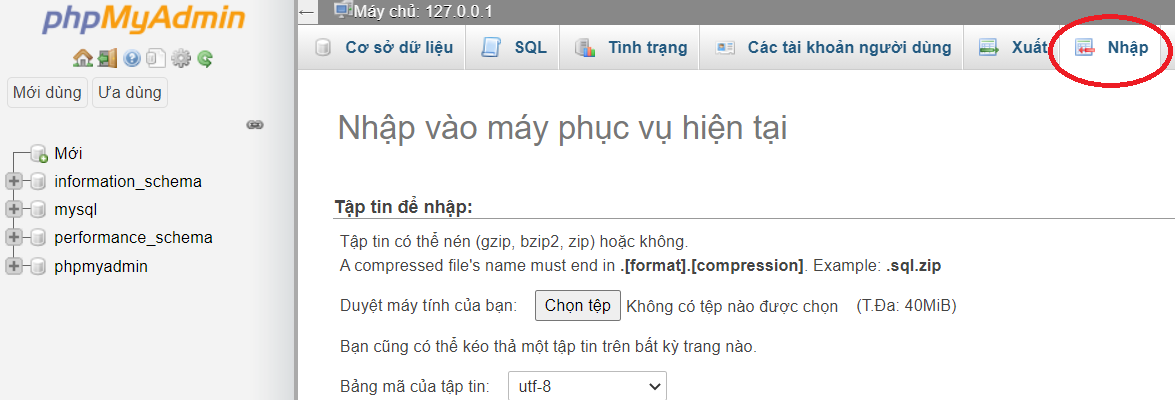 phpMyAdmin
Mới dùng
Ưa dùng
Mới
information_schema
mysql
performance_schema
phpmyadmin
Máy chủ: 127.0.0.1
Cơ sở dữ liệu
SQL
Tình trạng
Các tài khoản người dùng
Xuất
Nhập
Nhập vào máy phục vụ hiện tại
Tập tin để nhập:
Tập tin có thể nén (gzip, bzip2, zip) hoặc không.
A compressed file's name must end in .[format].[compression]. Example: .sql.zip
Duyệt máy tính của bạn: Chọn tệp Không có tệp nào được chọn (T.Đa: 40MiB)
Bạn cũng có thể kéo thả một tập tin trên bất kỳ trang nào.
Bảng mã của tập tin: utf-8